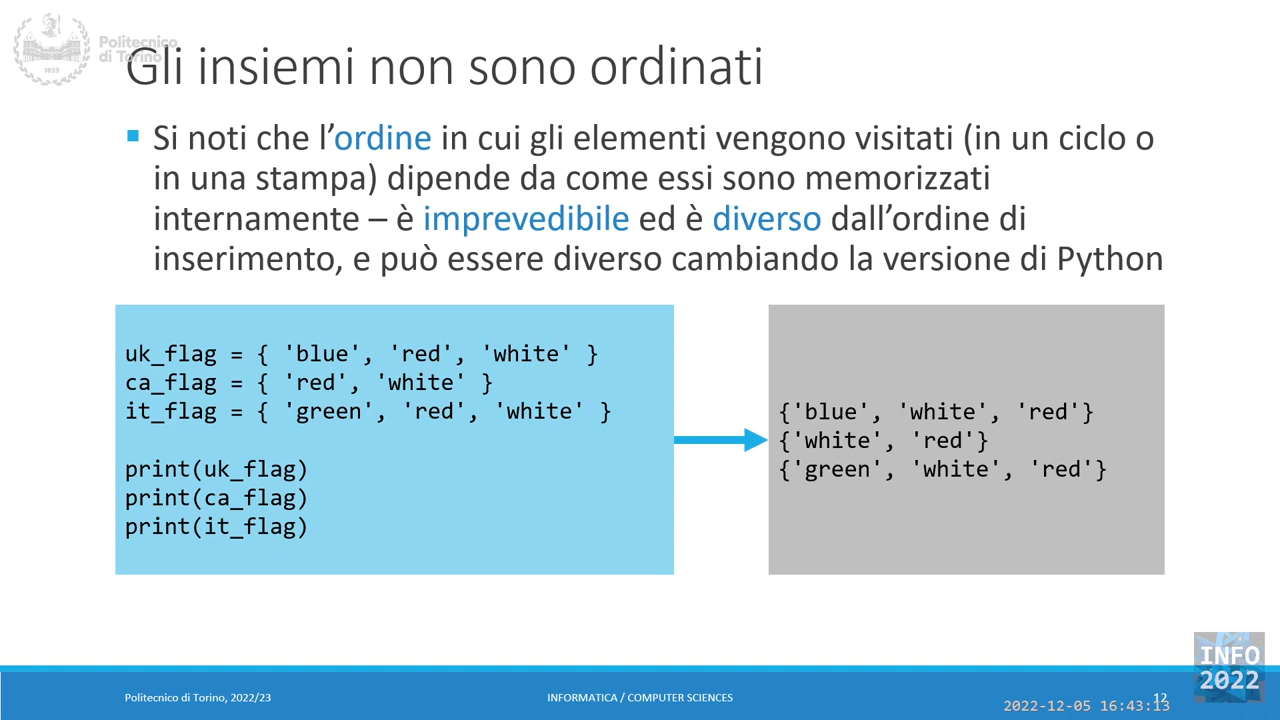 Politecnico
di Torino
1859
Gli insiemi non sono ordinati
Si noti che l’ordine in cui gli elementi vengono visitati (in un ciclo o
in una stampa) dipende da come essi sono memorizzati
internamente – è imprevedibile ed è diverso dall’ordine di
inserimento, e può essere diverso cambiando la versione di Python
uk_flag = { 'blue', 'red', 'white' }
ca_flag = { 'red', 'white' }
it_flag = { 'green', 'red', 'white' }
print(uk_flag)
print(ca_flag)
print(it_flag)
{'blue', 'white', 'red'}
{'white', 'red'}
{'green', 'white', 'red'}
Politecnico di Torino, 2022/23
INFORMATICA / COMPUTER SCIENCES
12
INFO
2022
2022-12-05 16:43:13